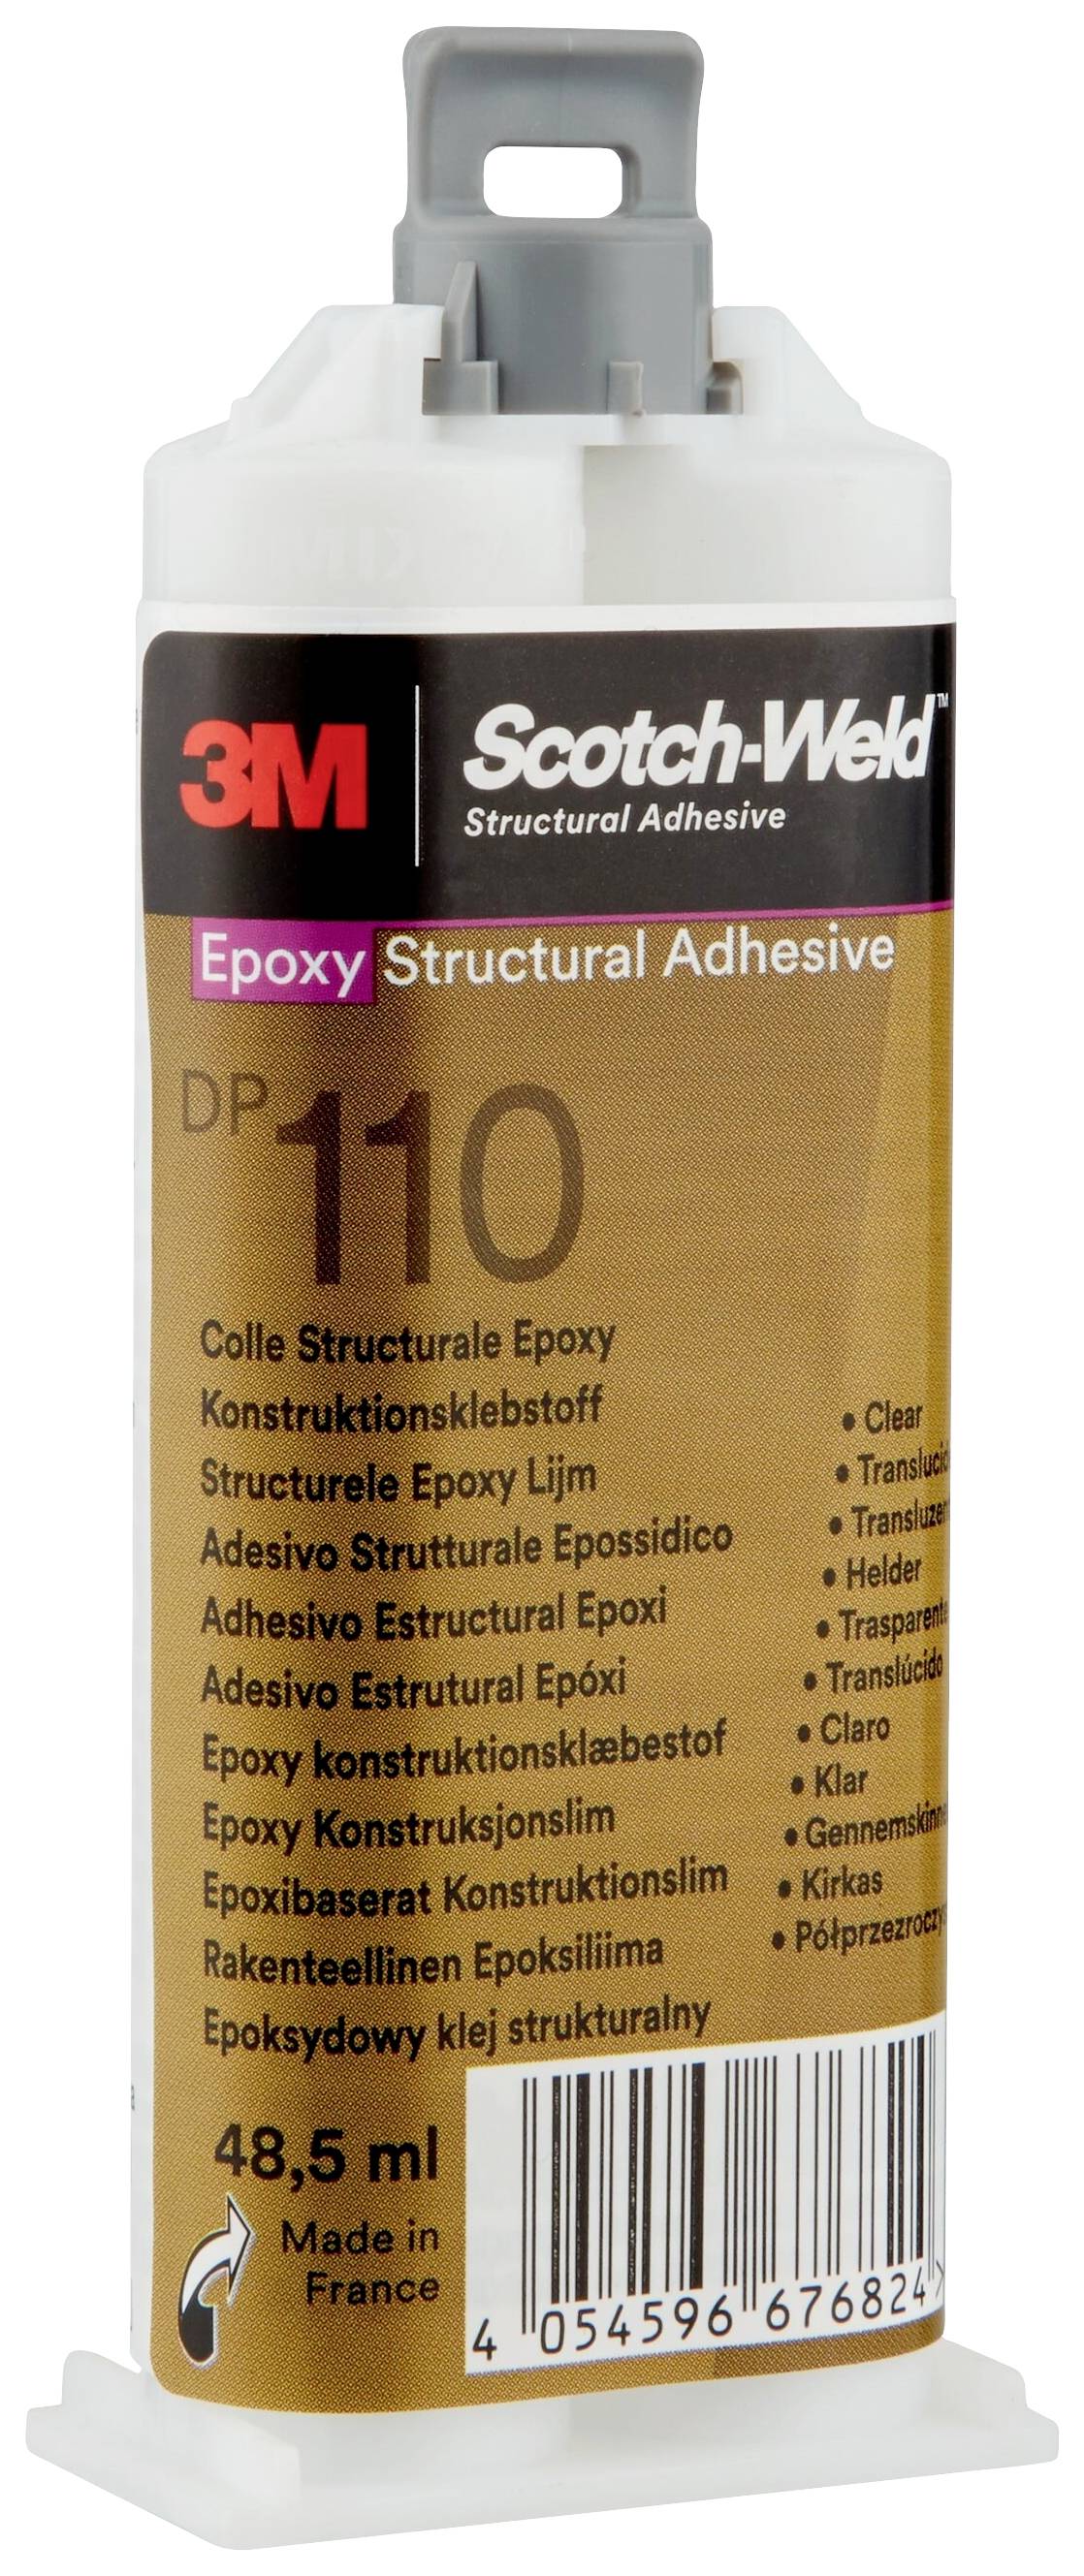 3M
Scotch-Weld™
Structural Adhesive
Epoxy Structural Adhesive
DP 110
Colle Structurale Epoxy
Konstruktionsklebstoff
Structurele Epoxy Lijm
Adesivo Strutturale Epossidico
Adhesivo Estructural Epoxi
Adesivo Estrutural Epóxi
Epoxy konstruktionsklæbestof
Epoxy Konstruksjonslim
Epoxibaserat Konstruktionslim
Rakenteellinen Epoksiliima
Epoksydowy klej strukturalny
• Clear
•
•
• Helder
• Trasparente
• Translúcido
• Claro
• Klar
•
• Kirkas
•
48,5 ml
Made in
France
4 054596 676824 >